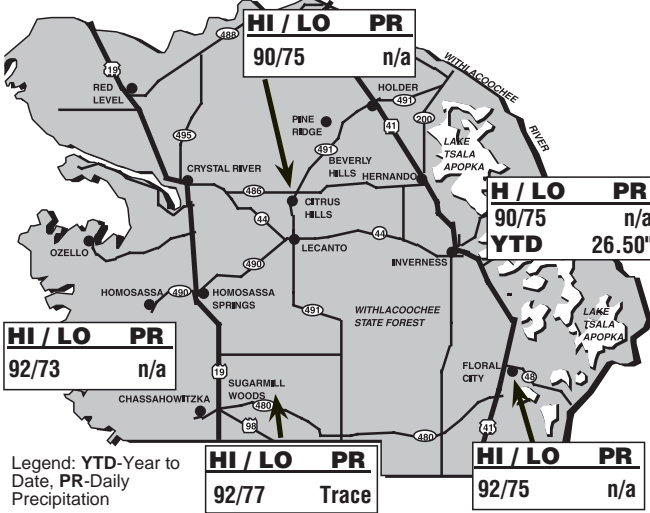 HI / LO PR
90/75 n/a
488
WITHLACOOCHEE
RIVER
19
RED
LEVEL
HOLDER
491
PINE
RIDGE
41
200
495
LAKE
TSALA
APOPKA
491
BEVERLY
HILLS
HERNANDO
CRYSTAL RIVER
486
CITRUS
HILLS
H / LO PR
90/75 n/a
YTD 26.50"
44
44
LECANTO
OZELLO
INVERNESS
490
HOMOSASSA
490
HOMOSASSA
SPRINGS
491
WITHLACOOCHEE
STATE FOREST
LAKE
TSALA
APOPKA
HI / LO PR
92/73 n/a
19
SUGARMILL
WOODS
FLORAL
CITY
48
CHASSAHOWITZKA
480
98
480
41
Legend: YTD-Year to
Date, PR-Daily
Precipitation
HI / LO PR
92/77 Trace
HI / LO PR
92/75 n/a